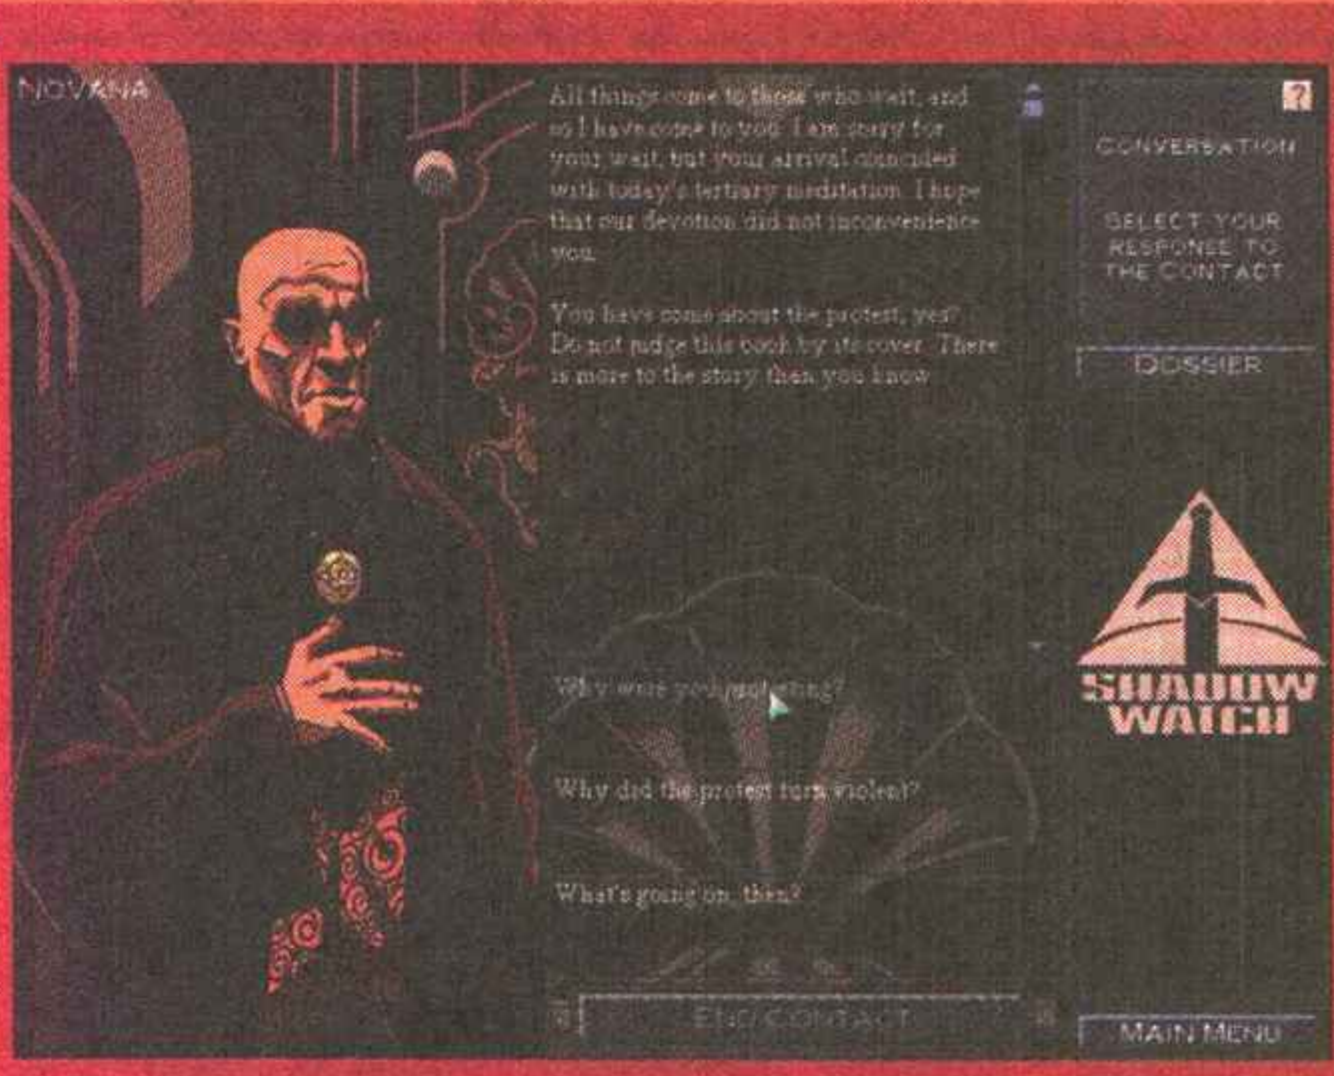 NOVANA
All things come to those who wait, and
so I have come to you. I am sorry for
your wait, but your arrival coincided
with today's tertiary meditation. I hope
that our devotion did not inconvenience
you.
You have come about the protest, yes?
Do not judge this book by its cover. There
is more to the story than you know
Why were you protesting?
Why did the protest turn violent?
What's going on, then?
END CONTACT
?
CONVERSATION
SELECT YOUR
RESPONSE TO
THE CONTACT
DOSSIER
SHADOW
WATCH
MAIN MENU